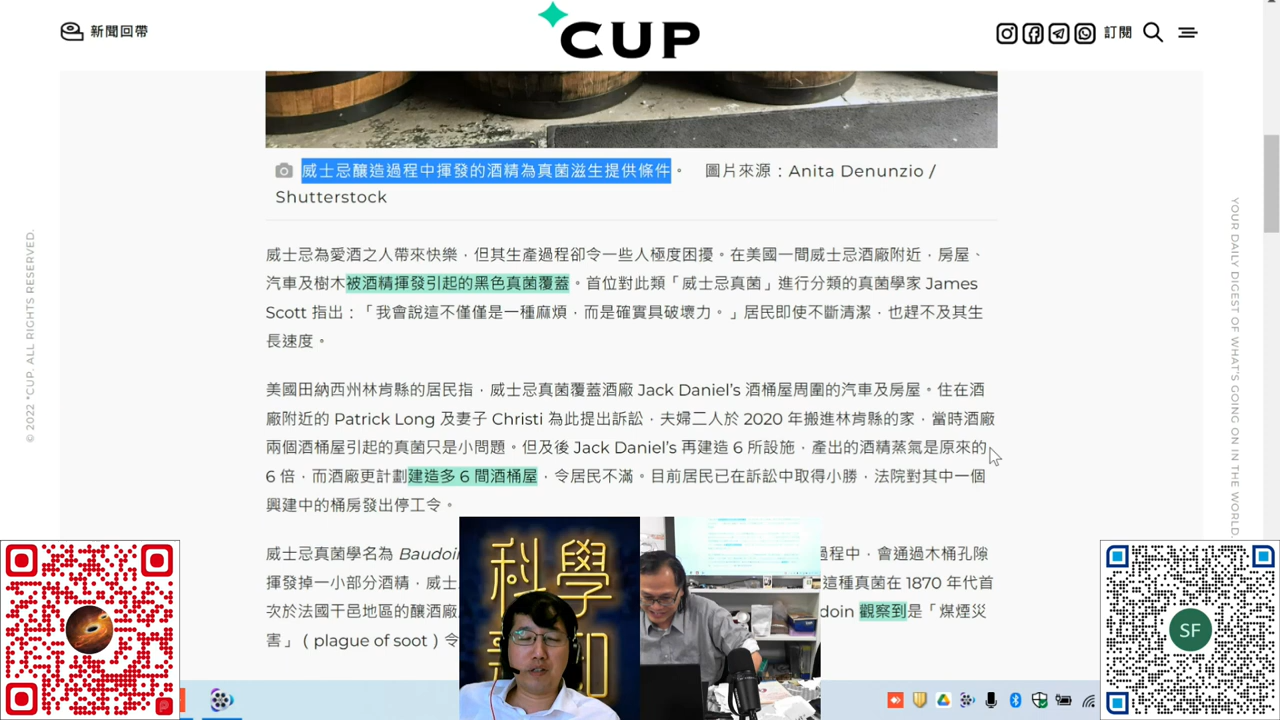 新聞回帶
CUP
訂閱
威士忌釀造過程中揮發的酒精為真菌滋生提供條件。 圖片來源：Anita Denunzio /
Shutterstock
威士忌為愛酒之人帶來快樂，但其生產過程卻令一些人極度困擾。在美國一間威士忌酒廠附近，房屋、
汽車及樹木被酒精揮發引起的黑色真菌覆蓋。首位對此類「威士忌真菌」進行分類的真菌學家 James
Scott 指出：「我會說這不僅僅是一種麻煩，而是確實具破壞力。」居民即使不斷清潔，也趕不及其生
長速度。
美國田納西州林肯縣的居民指，威士忌真菌覆蓋酒廠 Jack Daniel's 酒桶屋周圍的汽車及房屋。住在酒
廠附近的 Patrick Long 及妻子 Christi 為此提出訴訟，夫婦二人於 2020 年搬進林肯縣的家，當時酒廠
兩個酒桶屋引起的真菌只是小問題。但及後 Jack Daniel's 再建造 6 所設施，產出的酒精蒸氣是原來的
6 倍，而酒廠更計劃建造多 6 間酒桶屋，令居民不滿。目前居民已在訴訟中取得小勝，法院對其中一個
興建中的桶房發出停工令。
威士忌真菌學名為 Baudoin 過程中，會通過木桶孔隙
揮發掉一小部分酒精，威士 這種真菌在 1870 年代首
次於法國干邑地區的釀酒廠 doin 觀察到是「煤煙災
害」（plague of soot）令
科學
© 2022 *CUP. ALL RIGHTS RESERVED.
YOUR DAILY DIGEST OF WHAT'S GOING ON IN THE WORLD.
SF